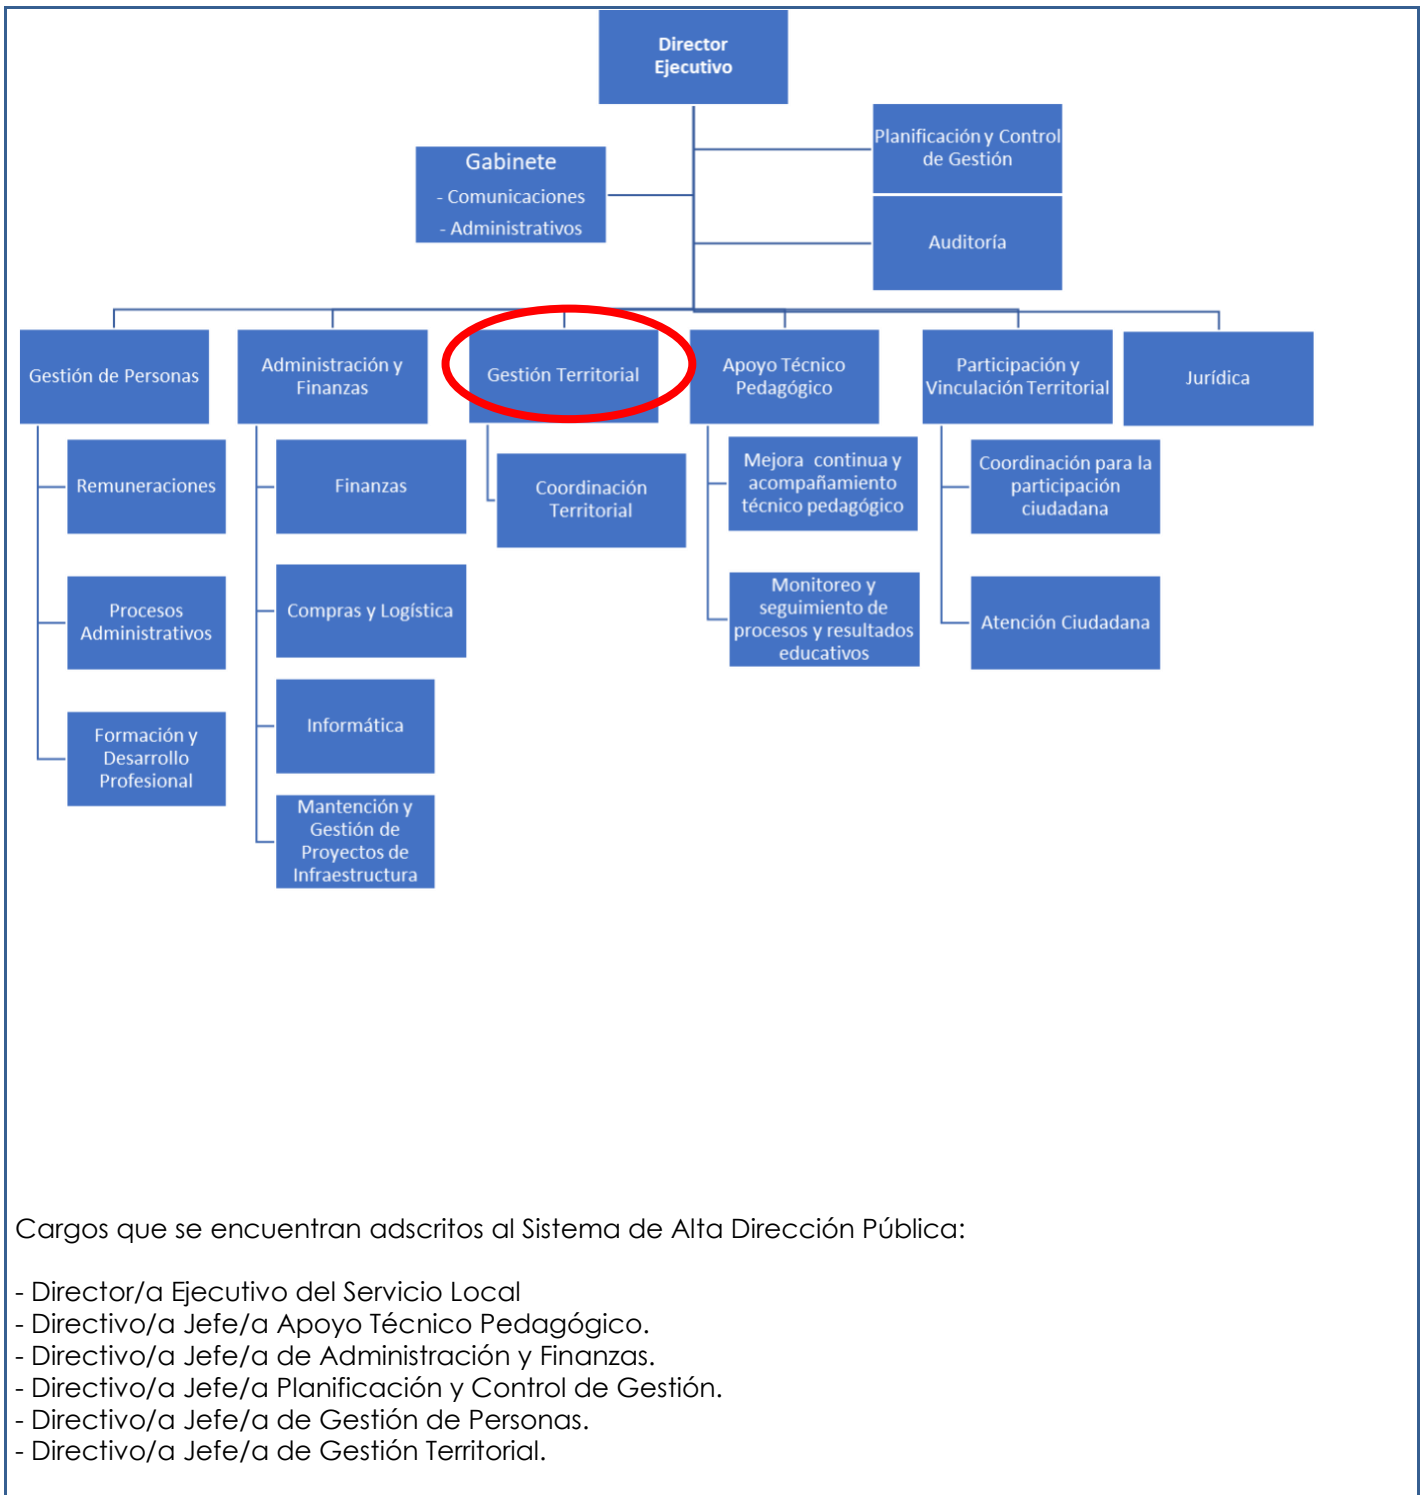 Director
Ejecutivo
Planificación y Control
de Gestión
Gabinete
- Comunicaciones
- Administrativos
Auditoría
Gestión de Personas
Administración y
Finanzas
Gestión Territorial
Apoyo Técnico
Pedagógico
Participación y
Vinculación Territorial
Jurídica
Remuneraciones
Procesos
Administrativos
Formación y
Desarrollo
Profesional
Finanzas
Compras y Logística
Informática
Mantención y
Gestión de
Proyectos de
Infraestructura
Coordinación
Territorial
Mejora continua y
acompañamiento
técnico pedagógico
Monitoreo y
seguimiento de
procesos y resultados
educativos
Coordinación para la
participación
ciudadana
Atención Ciudadana
Cargos que se encuentran adscritos al Sistema de Alta Dirección Pública:
- Director/a Ejecutivo del Servicio Local
- Directivo/a Jefe/a Apoyo Técnico Pedagógico.
- Directivo/a Jefe/a de Administración y Finanzas.
- Directivo/a Jefe/a Planificación y Control de Gestión.
- Directivo/a Jefe/a de Gestión de Personas.
- Directivo/a Jefe/a de Gestión Territorial.